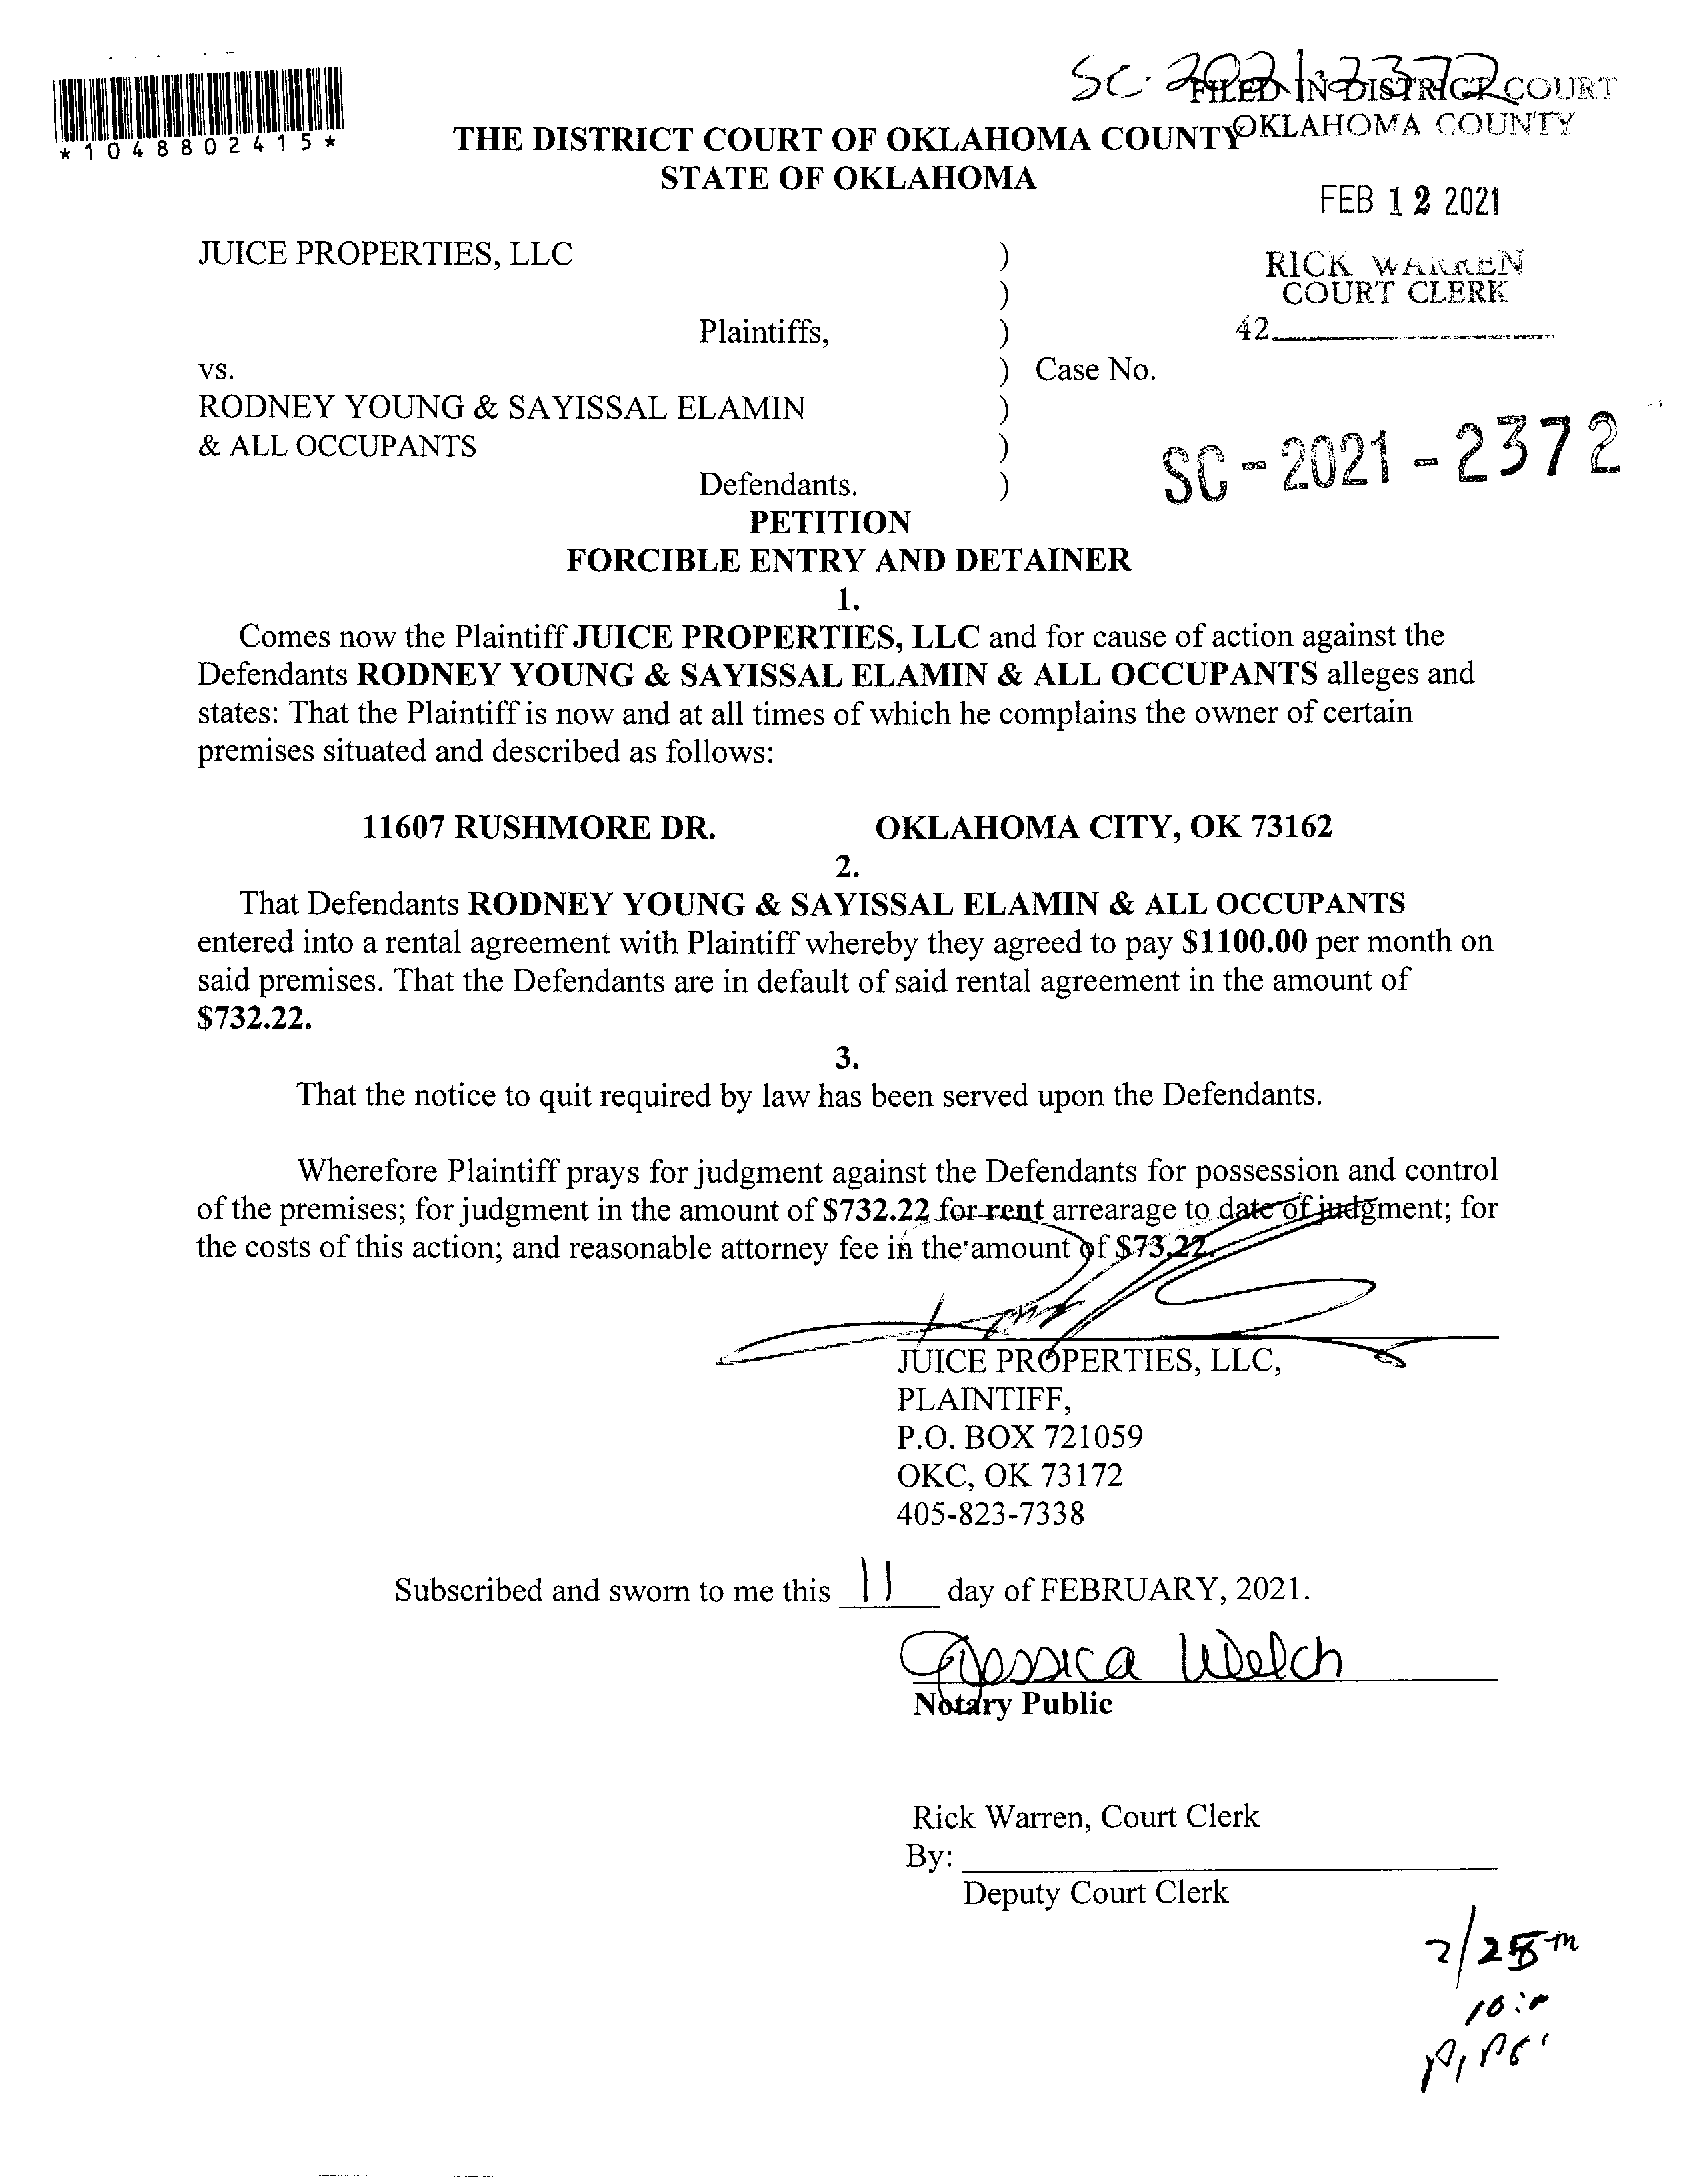 SC-2021-2372
FILED IN DISTRICT COURT
OKLAHOMA COUNTY
*1048802415*
THE DISTRICT COURT OF OKLAHOMA COUNTY
STATE OF OKLAHOMA
FEB 12 2021
JUICE PROPERTIES, LLC )
RICK WARREN
COURT CLERK
)
Plaintiffs, )
42
vs. ) Case No.
RODNEY YOUNG & SAYISSAL ELAMIN )
& ALL OCCUPANTS )
SC-2021-2372
Defendants. )
PETITION
FORCIBLE ENTRY AND DETAINER
1.
Comes now the Plaintiff JUICE PROPERTIES, LLC and for cause of action against the
Defendants RODNEY YOUNG & SAYISSAL ELAMIN & ALL OCCUPANTS alleges and
states: That the Plaintiff is now and at all times of which he complains the owner of certain
premises situated and described as follows:
11607 RUSHMORE DR. OKLAHOMA CITY, OK 73162
2.
That Defendants RODNEY YOUNG & SAYISSAL ELAMIN & ALL OCCUPANTS
entered into a rental agreement with Plaintiff whereby they agreed to pay $1100.00 per month on
said premises. That the Defendants are in default of said rental agreement in the amount of
$732.22.
3.
That the notice to quit required by law has been served upon the Defendants.
Wherefore Plaintiff prays for judgment against the Defendants for possession and control
of the premises; for judgment in the amount of $732.22 for rent arrearage to date of judgment; for
the costs of this action; and reasonable attorney fee in the amount of $73.22.
JUICE PROPERTIES, LLC,
PLAINTIFF,
P.O. BOX 721059
OKC, OK 73172
405-823-7338
Subscribed and sworn to me this 11 day of FEBRUARY, 2021.
Jessica Welch
Notary Public
Rick Warren, Court Clerk
By:
Deputy Court Clerk